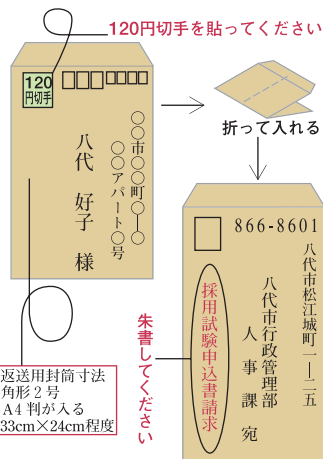 120円切手を貼ってください
120
円切手
○○市○○町○―○
○○アパート○号
八代 好子 様
折って入れる
866-8601
八代市松江城町一―二五
八代市行政管理部
人事課 宛
採用試験申込書請求
朱書してください
返送用封筒寸法
角形2号
A4判が入る
33cm×24cm程度